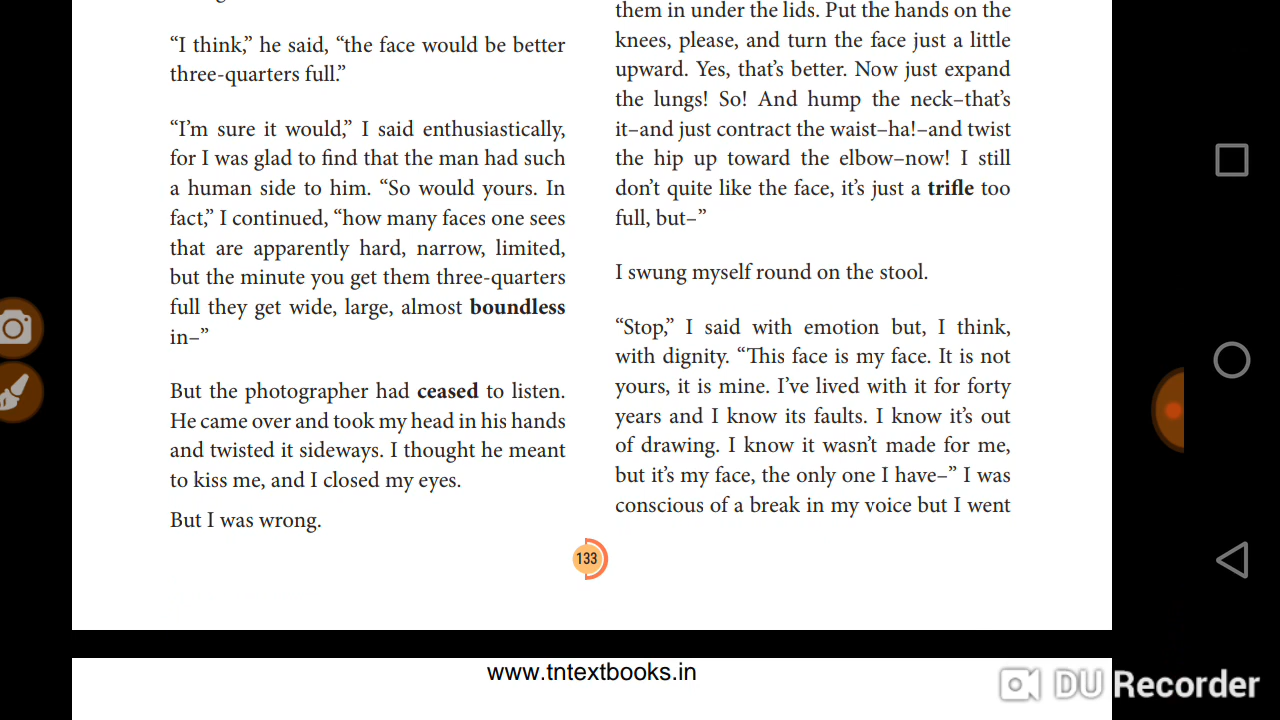 “I think,” he said, “the face would be better
three-quarters full.”
“I’m sure it would,” I said enthusiastically,
for I was glad to find that the man had such
a human side to him. “So would yours. In
fact,” I continued, “how many faces one sees
that are apparently hard, narrow, limited,
but the minute you get them three-quarters
full they get wide, large, almost boundless
in–”
But the photographer had ceased to listen.
He came over and took my head in his hands
and twisted it sideways. I thought he meant
to kiss me, and I closed my eyes.
But I was wrong.
them in under the lids. Put the hands on the
knees, please, and turn the face just a little
upward. Yes, that’s better. Now just expand
the lungs! So! And hump the neck–that’s
it–and just contract the waist–ha!–and twist
the hip up toward the elbow–now! I still
don’t quite like the face, it’s just a trifle too
full, but–”
I swung myself round on the stool.
“Stop,” I said with emotion but, I think,
with dignity. “This face is my face. It is not
yours, it is mine. I’ve lived with it for forty
years and I know its faults. I know it’s out
of drawing. I know it wasn’t made for me,
but it’s my face, the only one I have–” I was
conscious of a break in my voice but I went
133
www.tntextbooks.in
DU Recorder